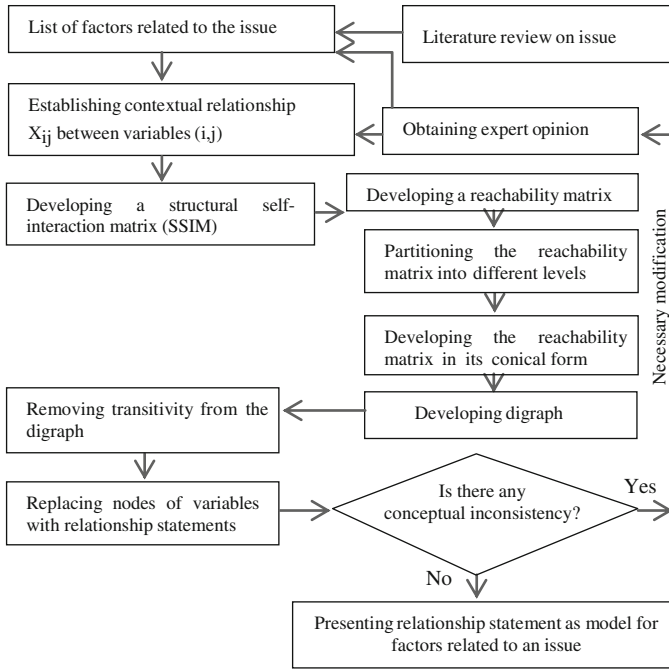 List of factors related to the issue
Literature review on issue
Establishing contextual relationship
Xij between variables (i,j)
Obtaining expert opinion
Developing a structural self-
interaction matrix (SSIM)
Developing a reachability matrix
Partitioning the reachability
matrix into different levels
Developing the reachability
matrix in its conical form
Necessary modification
Removing transitivity from the
digraph
Developing digraph
Replacing nodes of variables
with relationship statements
Is there any
conceptual inconsistency?
Yes
No
Presenting relationship statement as model for
factors related to an issue